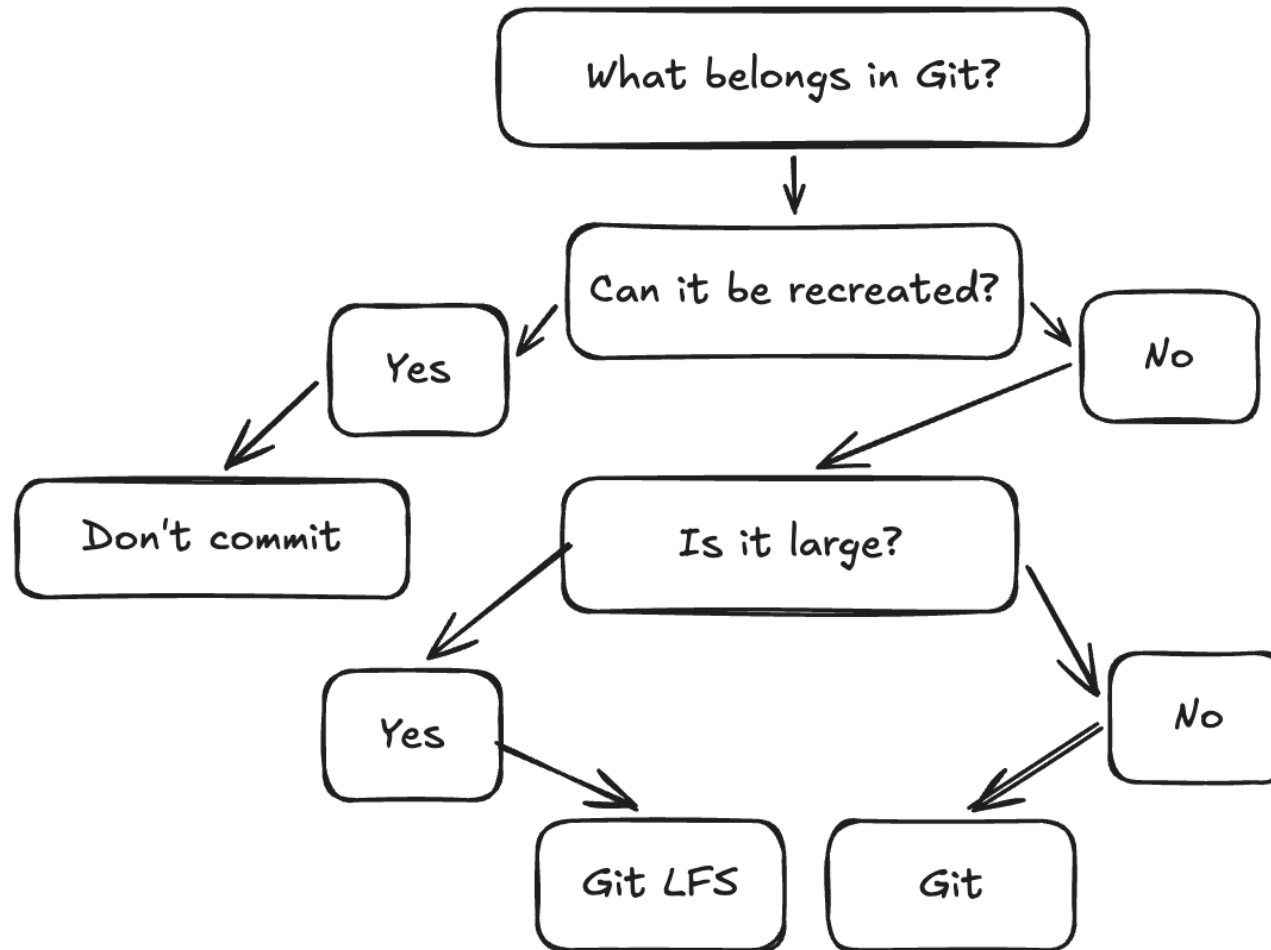 What belongs in Git?
Can it be recreated?
Yes
No
Don't commit
Is it large?
Yes
No
Git LFS
Git